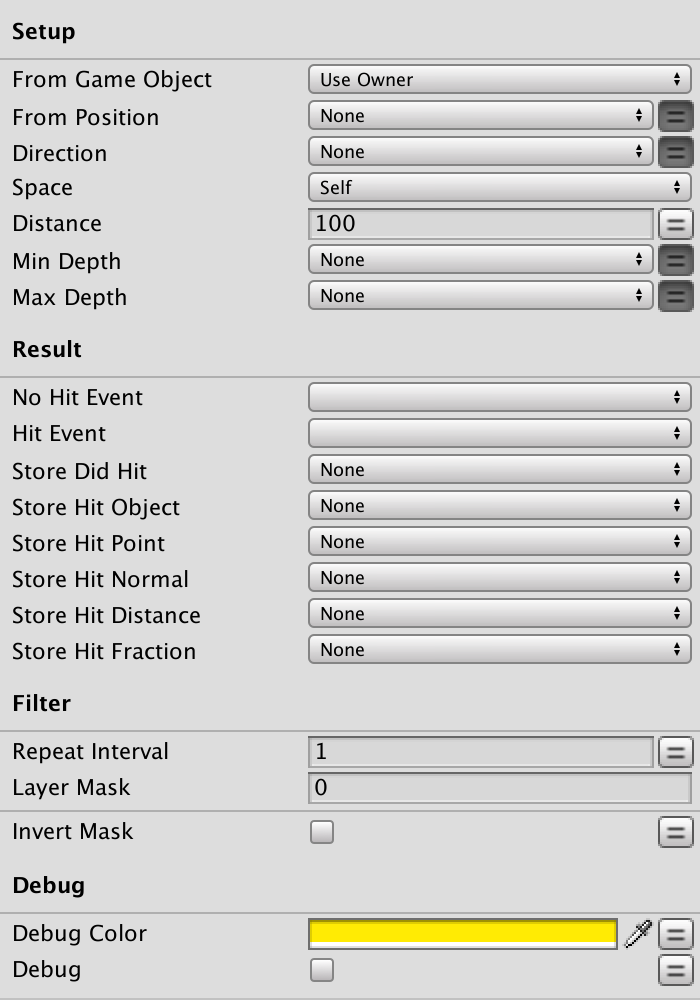 Setup
From Game Object Use Owner
From Position None =
Direction None =
Space Self
Distance 100 =
Min Depth None =
Max Depth None =
Result
No Hit Event
Hit Event
Store Did Hit None
Store Hit Object None
Store Hit Point None
Store Hit Normal None
Store Hit Distance None
Store Hit Fraction None
Filter
Repeat Interval 1 =
Layer Mask 0
Invert Mask =
Debug
Debug Color =
Debug =